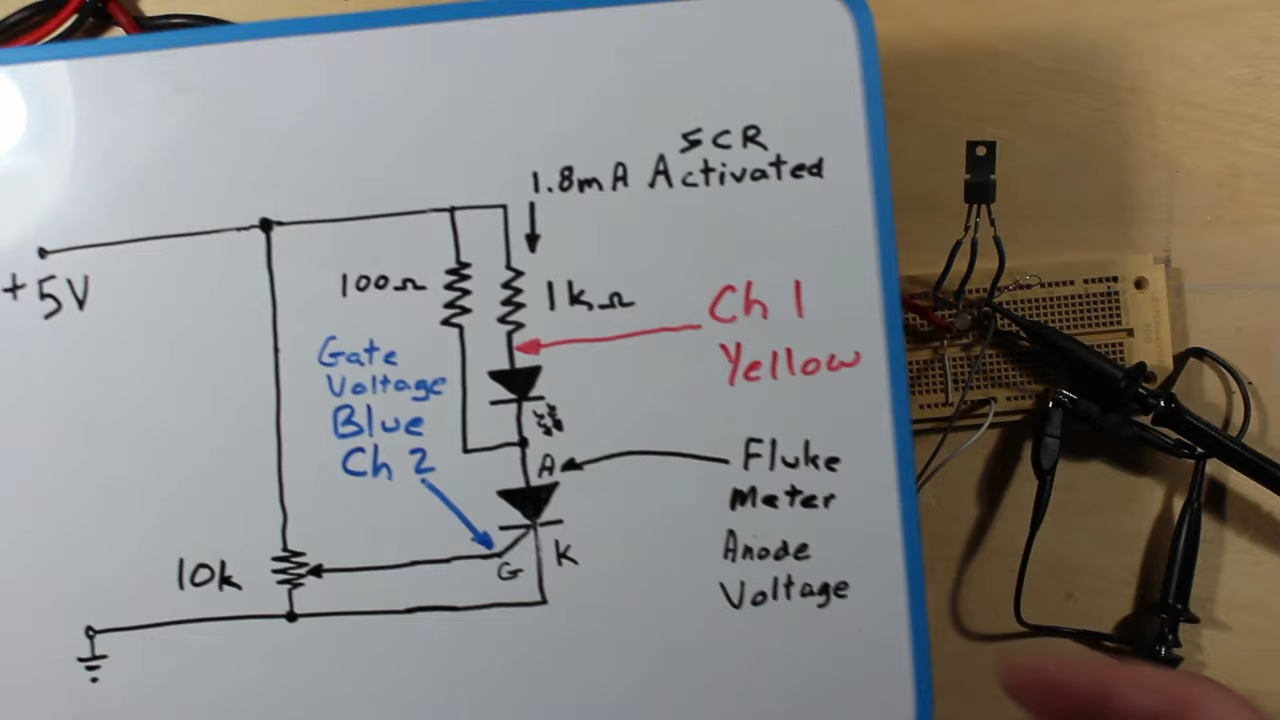 SCR
1.8mA Activated
+5V
100Ω
1kΩ
Ch 1
Yellow
Gate
Voltage
Blue
Ch 2
A
Fluke
Meter
Anode
Voltage
10k
G
K